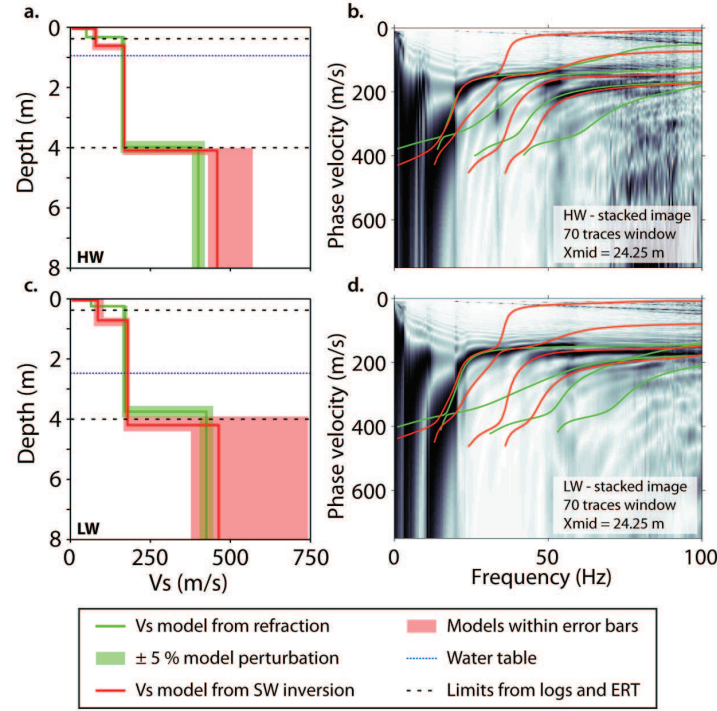 a.
0
2
4
6
8
Depth (m)
HW
b.
0
200
400
600
Phase velocity (m/s)
HW - stacked image
70 traces window
Xmid = 24.25 m
c.
0
2
4
6
8
Depth (m)
LW
0
250
500
750
Vs (m/s)
d.
0
200
400
600
Phase velocity (m/s)
LW - stacked image
70 traces window
Xmid = 24.25 m
0
50
100
Frequency (Hz)
Vs model from refraction
± 5 % model perturbation
Vs model from SW inversion
Models within error bars
Water table
Limits from logs and ERT